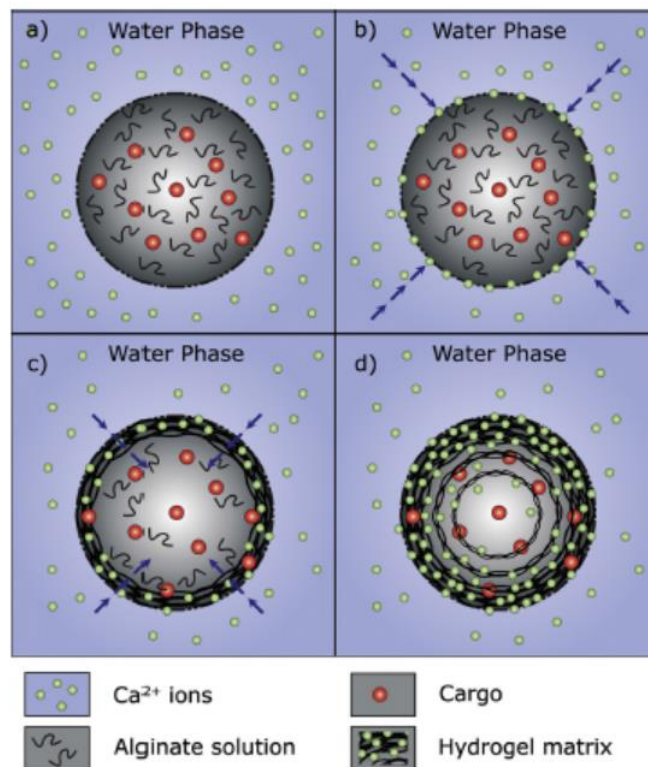 a) Water Phase
b) Water Phase
c) Water Phase
d) Water Phase
Ca²⁺ ions
Cargo
Alginate solution
Hydrogel matrix